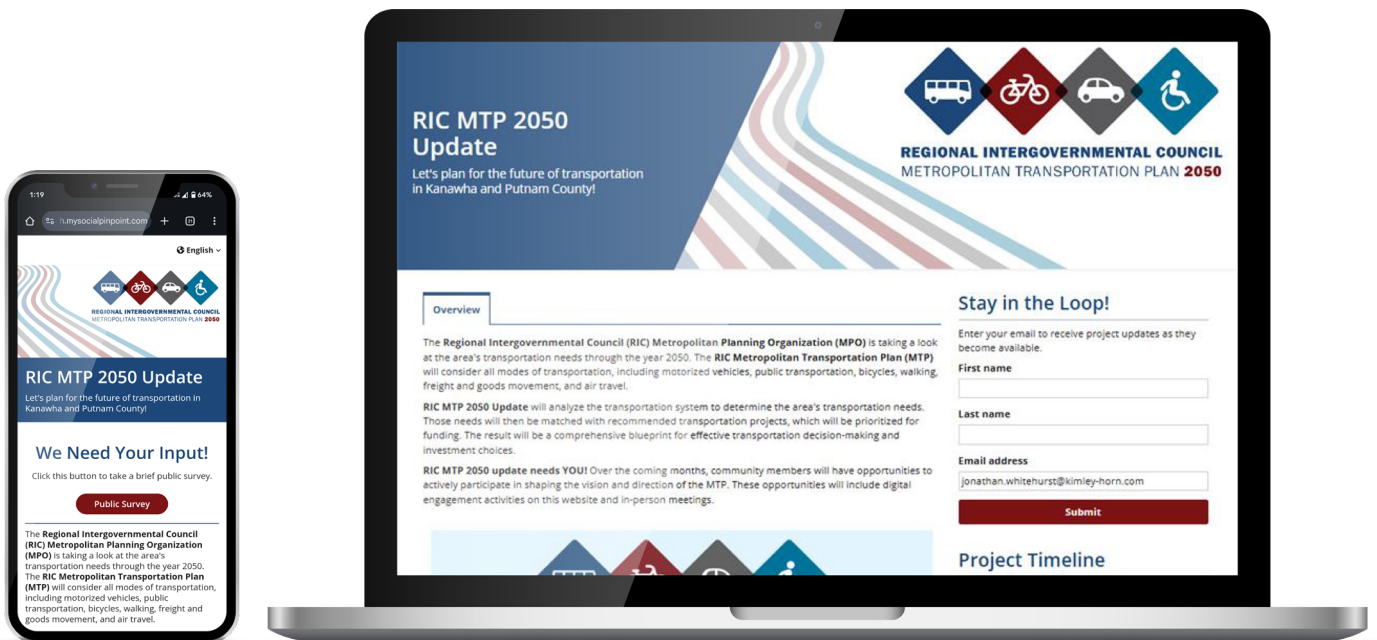 1:19
64%
h.mysocialpinpoint.com
English
REGIONAL INTERGOVERNMENTAL COUNCIL
METROPOLITAN TRANSPORTATION PLAN 2050
RIC MTP 2050 Update
Let's plan for the future of transportation in
Kanawha and Putnam County!
We Need Your Input!
Click this button to take a brief public survey.
Public Survey
The Regional Intergovernmental Council
(RIC) Metropolitan Planning Organization
(MPO) is taking a look at the area's
transportation needs through the year 2050.
The RIC Metropolitan Transportation Plan
(MTP) will consider all modes of transportation,
including motorized vehicles, public
transportation, bicycles, walking, freight and
goods movement, and air travel.
RIC MTP 2050
Update
Let's plan for the future of transportation
in Kanawha and Putnam County!
REGIONAL INTERGOVERNMENTAL COUNCIL
METROPOLITAN TRANSPORTATION PLAN 2050
Overview
The Regional Intergovernmental Council (RIC) Metropolitan Planning Organization (MPO) is taking a look
at the area's transportation needs through the year 2050. The RIC Metropolitan Transportation Plan (MTP)
will consider all modes of transportation, including motorized vehicles, public transportation, bicycles, walking,
freight and goods movement, and air travel.
RIC MTP 2050 Update will analyze the transportation system to determine the area's transportation needs.
Those needs will then be matched with recommended transportation projects, which will be prioritized for
funding. The result will be a comprehensive blueprint for effective transportation decision-making and
investment choices.
RIC MTP 2050 update needs YOU! Over the coming months, community members will have opportunities to
actively participate in shaping the vision and direction of the MTP. These opportunities will include digital
engagement activities on this website and in-person meetings.
Stay in the Loop!
Enter your email to receive project updates as they
become available.
First name
Last name
Email address
jonathan.whitehurst@kimley-horn.com
Submit
Project Timeline